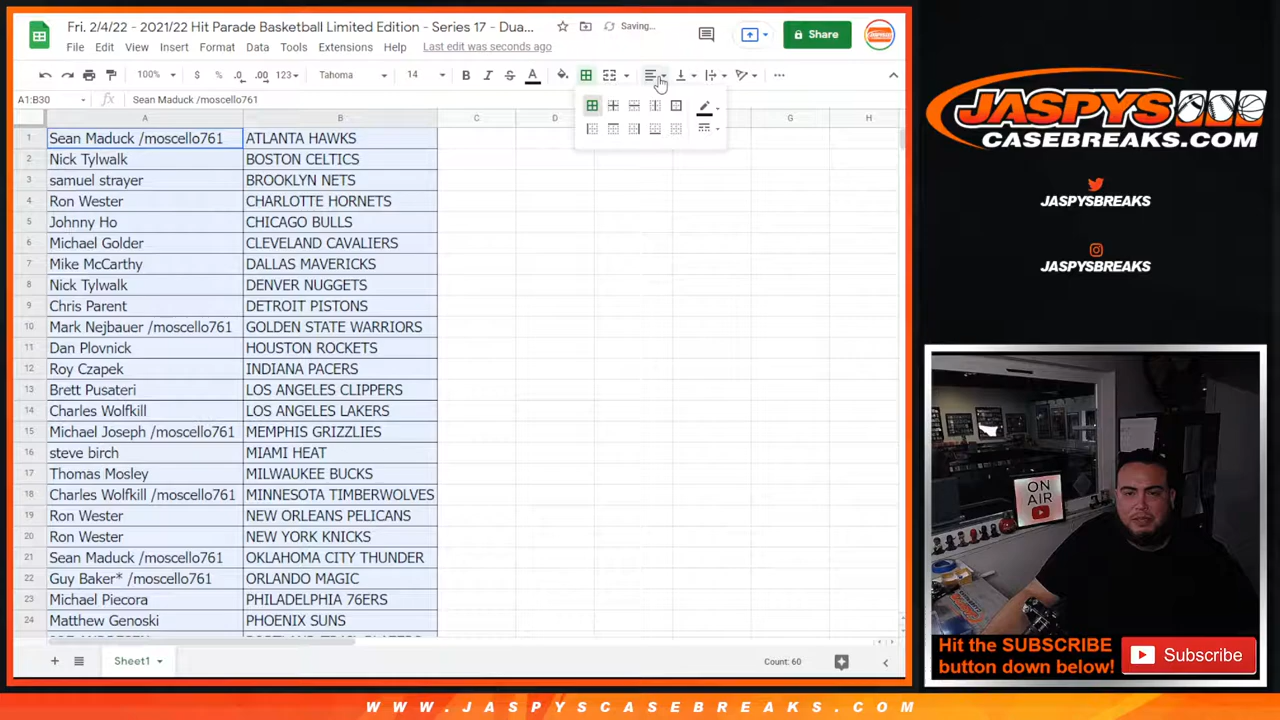 Fri. 2/4/22 - 2021/22 Hit Parade Basketball Limited Edition - Series 17 - Dua...
Saving...
Share
File Edit View Insert Format Data Tools Extensions Help Last edit was seconds ago
100% $ % .0 .00 123 Tahoma 14 B I S A
A1:B30 fx Sean Maduck /moscello761
A B C D G H
1 Sean Maduck /moscello761 ATLANTA HAWKS
2 Nick Tylwalk BOSTON CELTICS
3 samuel strayer BROOKLYN NETS
4 Ron Wester CHARLOTTE HORNETS
5 Johnny Ho CHICAGO BULLS
6 Michael Golder CLEVELAND CAVALIERS
7 Mike McCarthy DALLAS MAVERICKS
8 Nick Tylwalk DENVER NUGGETS
9 Chris Parent DETROIT PISTONS
10 Mark Nejbauer /moscello761 GOLDEN STATE WARRIORS
11 Dan Plovnick HOUSTON ROCKETS
12 Roy Czapek INDIANA PACERS
13 Brett Pusateri LOS ANGELES CLIPPERS
14 Charles Wolfkill LOS ANGELES LAKERS
15 Michael Joseph /moscello761 MEMPHIS GRIZZLIES
16 steve birch MIAMI HEAT
17 Thomas Mosley MILWAUKEE BUCKS
18 Charles Wolfkill /moscello761 MINNESOTA TIMBERWOLVES
19 Ron Wester NEW ORLEANS PELICANS
20 Ron Wester NEW YORK KNICKS
21 Sean Maduck /moscello761 OKLAHOMA CITY THUNDER
22 Guy Baker* /moscello761 ORLANDO MAGIC
23 Michael Piecora PHILADELPHIA 76ERS
24 Matthew Genoski PHOENIX SUNS
Sheet1
Count: 60
JASPYS
CASEBREAKS.COM
JASPYSBREAKS
JASPYSBREAKS
ON
AIR
Hit the SUBSCRIBE
button down below!
Subscribe
WWW.JASPYSCASEBREAKS.COM